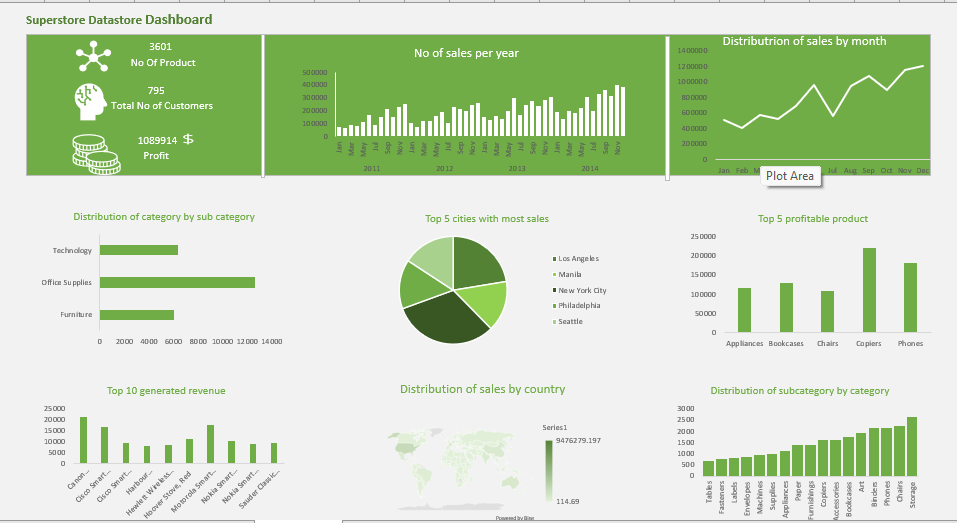 Superstore Datastore Dashboard
3601
No Of Product
795
Total No of Customers
1089914 $
Profit
No of sales per year
500000
400000
300000
200000
100000
0
Jan Mar May Jul Sep Nov Jan Mar May Jul Sep Nov Jan Mar May Jul Sep Nov Jan Mar May Jul Sep Nov
2011 2012 2013 2014
Distributrion of sales by month
1400000
1200000
1000000
800000
600000
400000
200000
0
Jan Feb Jul Aug Sep Oct Nov Dec
Plot Area
Distribution of category by sub category
Technology
Office Supplies
Furniture
0 2000 4000 6000 8000 10000 12000 14000
Top 5 cities with most sales
Los Angeles
Manila
New York City
Philadelphia
Seattle
Top 5 profitable product
250000
200000
150000
100000
50000
0
Appliances Bookcases Chairs Copiers Phones
Top 10 generated revenue
25000
20000
15000
10000
5000
0
Canon...
Cisco Smart...
Cisco Smart...
Harbour...
Hewlett Wireless...
Hoover Stove, Red
Motorola Smart...
Nokia Smart...
Nokia Smart...
Sauder Classic...
Distribution of sales by country
Series1
9476279.197
114.69
Powered by Bing
Distribution of subcategory by category
3000
2500
2000
1500
1000
500
0
Tables
Fasteners
Labels
Envelopes
Machines
Supplies
Appliances
Paper
Furnishings
Copiers
Accessories
Bookcases
Art
Binders
Phones
Chairs
Storage